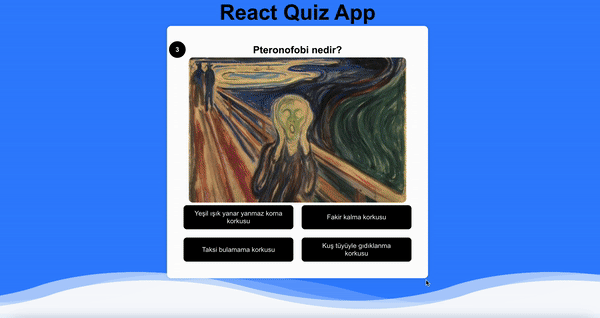 React Quiz App
3
Pteronofobi nedir?
Yeşil ışık yanar yanmaz korna
korkusu
Fakir kalma korkusu
Taksi bulamama korkusu
Kuş tüyüyle gıdıklanma
korkusu